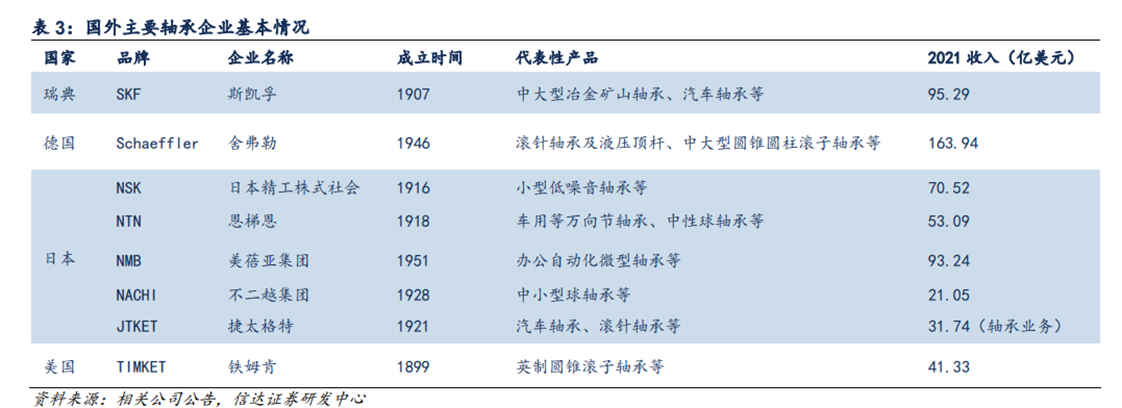 表 3：国外主要轴承企业基本情况
国家 品牌 企业名称 成立时间 代表性产品 2021 收入（亿美元）
瑞典 SKF 斯凯孚 1907 中大型冶金矿山轴承、汽车轴承等 95.29
德国 Schaeffler 舍弗勒 1946 滚针轴承及液压顶杆、中大型圆锥圆柱滚子轴承等 163.94
日本 NSK 日本精工株式社会 1916 小型低噪音轴承等 70.52
NTN 恩梯恩 1918 车用等万向节轴承、中性球轴承等 53.09
NMB 美蓓亚集团 1951 办公自动化微型轴承等 93.24
NACHI 不二越集团 1928 中小型球轴承等 21.05
JTKET 捷太格特 1921 汽车轴承、滚针轴承等 31.74（轴承业务）
美国 TIMKET 铁姆肯 1899 英制圆锥滚子轴承等 41.33
资料来源：相关公司公告，信达证券研发中心